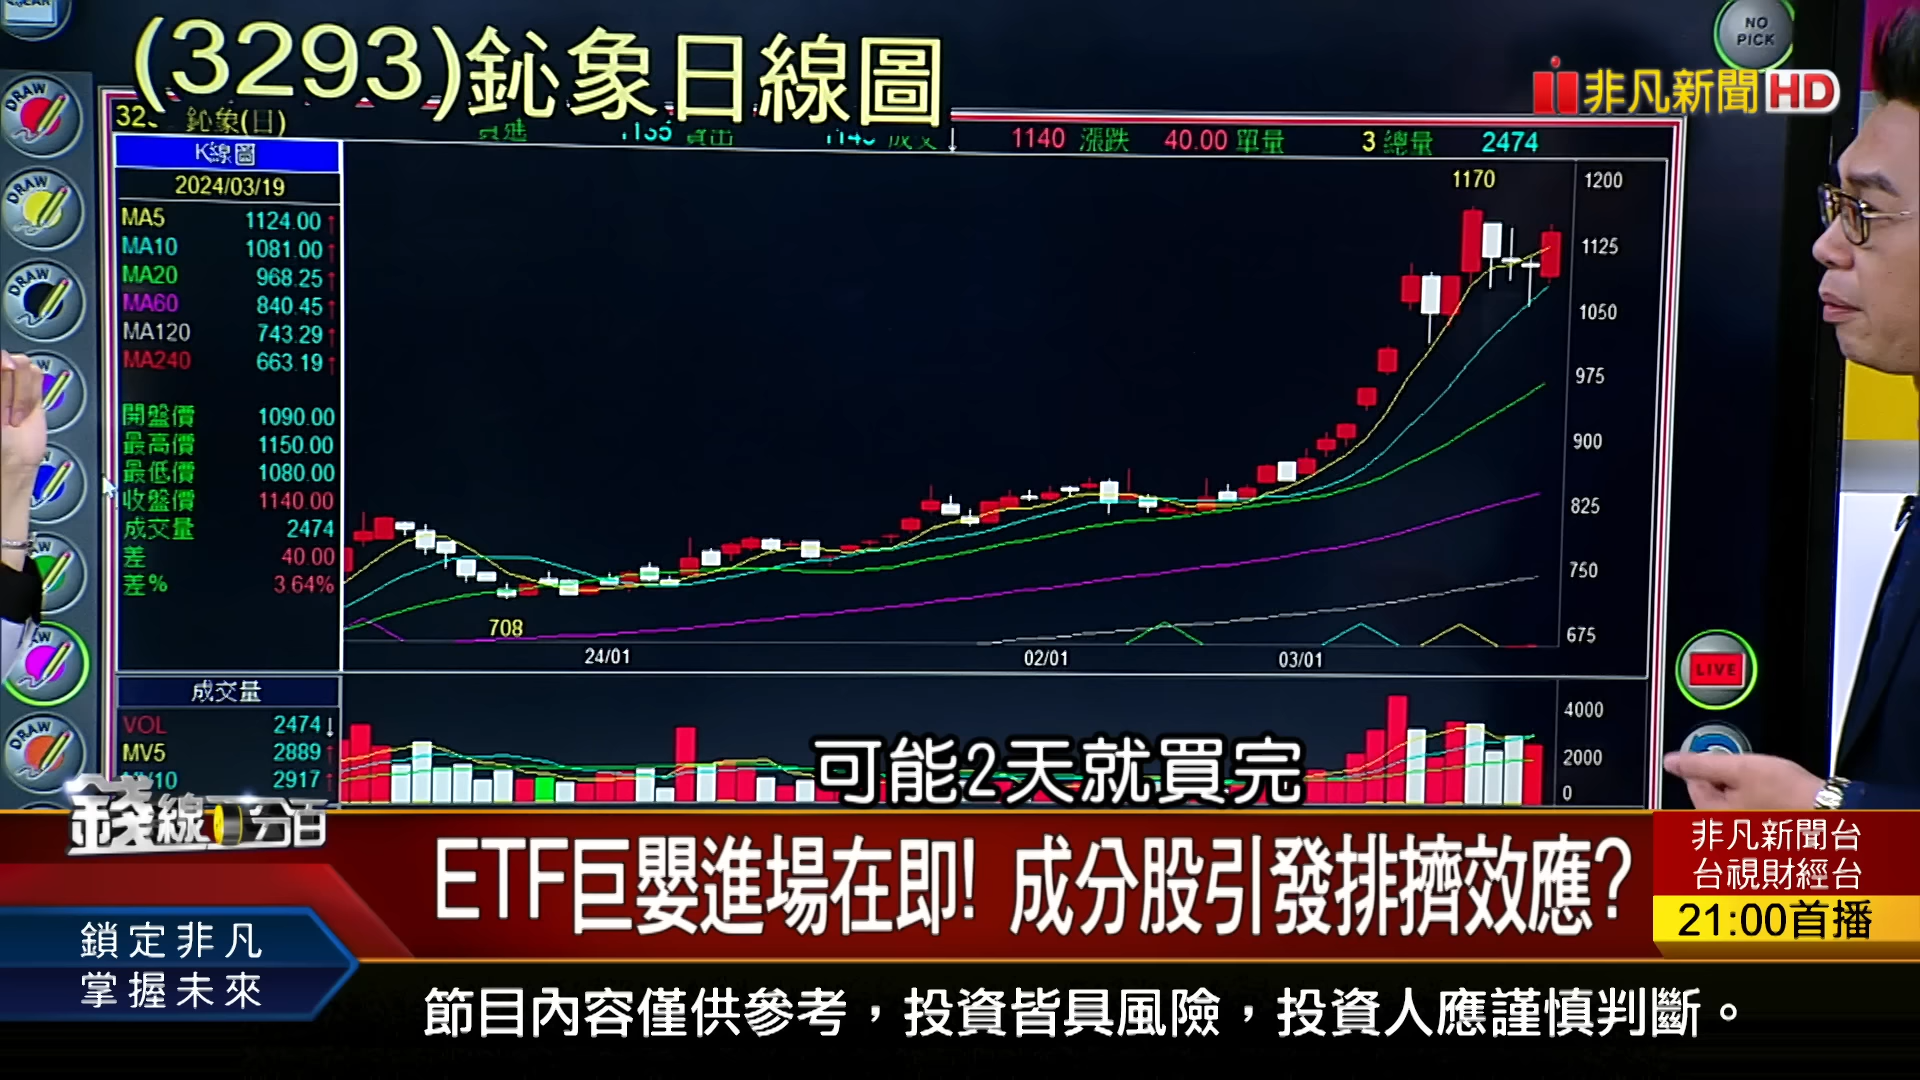 (3293)鈊象日線圖
NO
PICK
非凡新聞HD
鈊象(日)
1140 漲跌 40.00 單量 3 總量 2474
K線圖
2024/03/19
MA5 1124.00↑
MA10 1081.00↑
MA20 968.25↑
MA60 840.45↑
MA120 743.29↑
MA240 663.19↑
開盤價 1090.00
最高價 1150.00
最低價 1080.00
收盤價 1140.00
成交量 2474
差 40.00
差% 3.64%
1170
708
1200
1125
1050
975
900
825
750
675
24/01 02/01 03/01
成交量
VOL 2474↓
MV5 2889↑
2917↑
4000
2000
0
DRAW
DRAW
DRAW
DRAW
LIVE
可能2天就買完
錢線百分百
ETF巨嬰進場在即! 成分股引發排擠效應?
非凡新聞台
台視財經台
21:00首播
鎖定非凡
掌握未來
節目內容僅供參考，投資皆具風險，投資人應謹慎判斷。